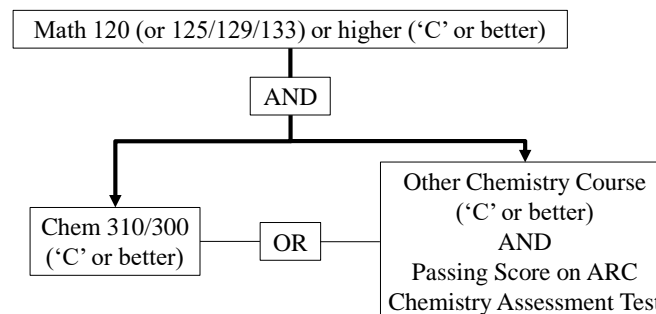 Math 120 (or 125/129/133) or higher (‘C’ or better)
AND
Chem 310/300
(‘C’ or better)
OR
Other Chemistry Course
(‘C’ or better)
AND
Passing Score on ARC
Chemistry Assessment Test